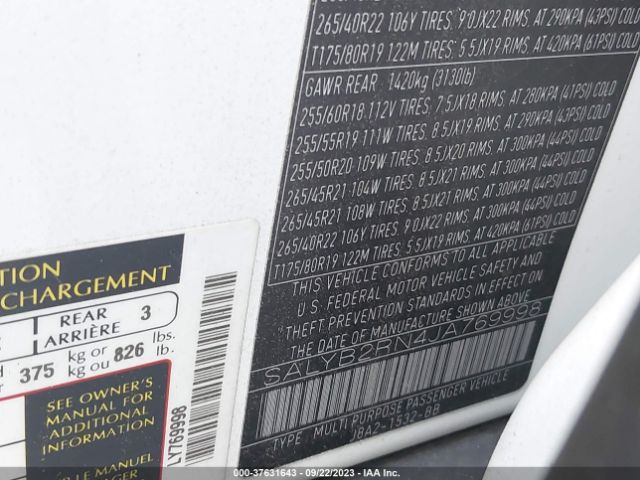 265/40R22 106Y TIRES: 9.0JX22 RIMS. AT 290KPA (43PSI) COLD
T175/80R19 122M TIRES: 5.5JX19 RIMS. AT 420KPA (61PSI) COLD
GAWR REAR : 1420kg (3130lb)
255/60R18 112V TIRES: 7.5JX18 RIMS. AT 280KPA (41PSI) COLD
255/55R19 111W TIRES: 8.5JX19 RIMS. AT 290KPA (43PSI) COLD
255/50R20 109W TIRES: 8.5JX20 RIMS. AT 300KPA (44PSI) COLD
265/45R21 104W TIRES: 8.5JX21 RIMS. AT 300KPA (44PSI) COLD
265/45R21 108W TIRES: 8.5JX21 RIMS. AT 300KPA (44PSI) COLD
265/40R22 106Y TIRES: 9.0JX22 RIMS. AT 300KPA (44PSI) COLD
T175/80R19 122M TIRES: 5.5JX19 RIMS. AT 420KPA (61PSI) COLD
THIS VEHICLE CONFORMS TO ALL APPLICABLE
U.S. FEDERAL MOTOR VEHICLE SAFETY AND
THEFT PREVENTION STANDARDS IN EFFECT ON
THE DATE OF MANUFACTURE SHOWN ABOVE.
SALYB2RN4JA769998
TYPE: MULTI PURPOSE PASSENGER VEHICLE
J8A2-1532-BB
TION
CHARGEMENT
REAR 3
ARRIÈRE
375 kg or 826 lbs.
kg ou lb.
SEE OWNER'S
MANUAL FOR
ADDITIONAL
INFORMATION
LE MANUEL
LY769998
000-37631643 - 09/22/2023 - IAA Inc.